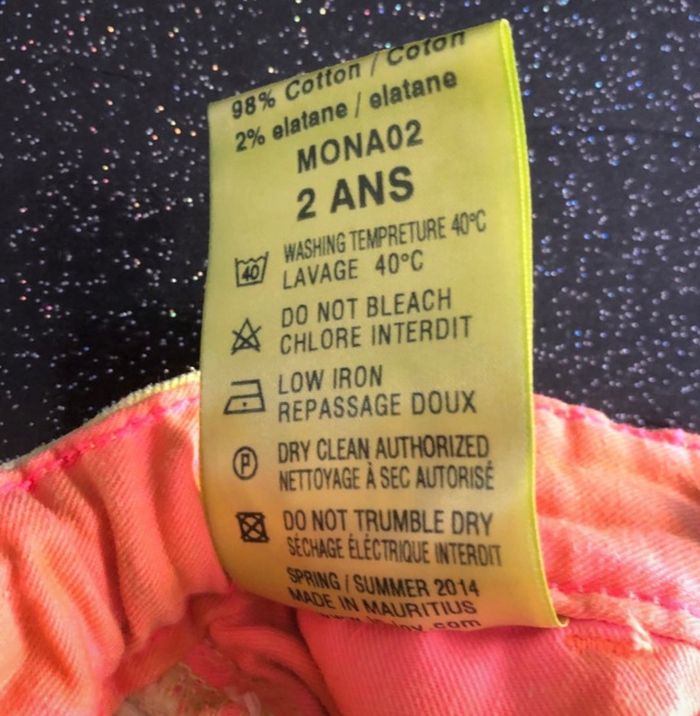 98% Cotton / Coton
2% elatane / elatane
MONA02
2 ANS
40
WASHING TEMPRETURE 40°C
LAVAGE 40°C
DO NOT BLEACH
CHLORE INTERDIT
LOW IRON
REPASSAGE DOUX
P
DRY CLEAN AUTHORIZED
NETTOYAGE À SEC AUTORISÉ
DO NOT TRUMBLE DRY
SÉCHAGE ÉLÉCTRIQUE INTERDIT
SPRING / SUMMER 2014
MADE IN MAURITIUS